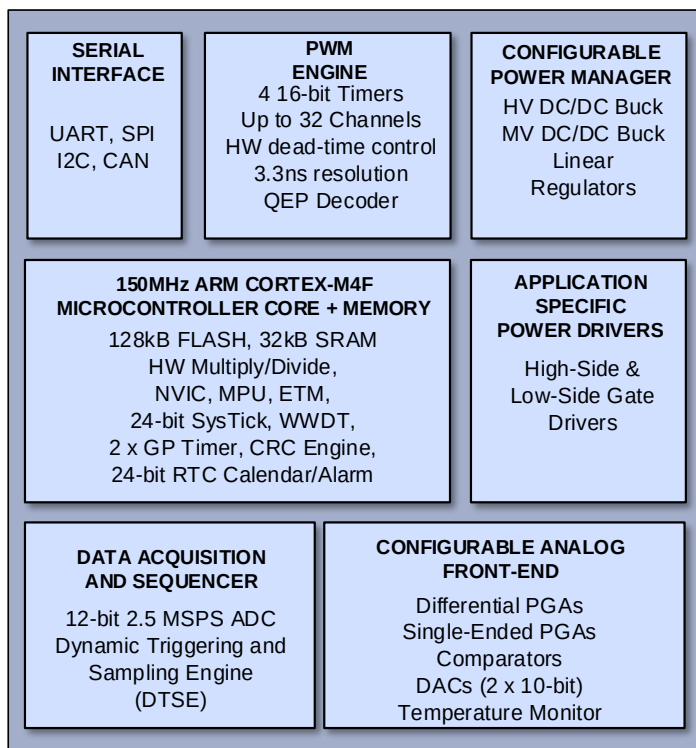 SERIAL
INTERFACE
UART, SPI
I2C, CAN
PWM
ENGINE
4 16-bit Timers
Up to 32 Channels
HW dead-time control
3.3ns resolution
QEP Decoder
CONFIGURABLE
POWER MANAGER
HV DC/DC Buck
MV DC/DC Buck
Linear
Regulators
150MHz ARM CORTEX-M4F
MICROCONTROLLER CORE + MEMORY
128kB FLASH, 32kB SRAM
HW Multiply/Divide,
NVIC, MPU, ETM,
24-bit SysTick, WWDT,
2 x GP Timer, CRC Engine,
24-bit RTC Calendar/Alarm
APPLICATION
SPECIFIC
POWER DRIVERS
High-Side &
Low-Side Gate
Drivers
DATA ACQUISITION
AND SEQUENCER
12-bit 2.5 MSPS ADC
Dynamic Triggering and
Sampling Engine
(DTSE)
CONFIGURABLE ANALOG
FRONT-END
Differential PGAs
Single-Ended PGAs
Comparators
DACs (2 x 10-bit)
Temperature Monitor